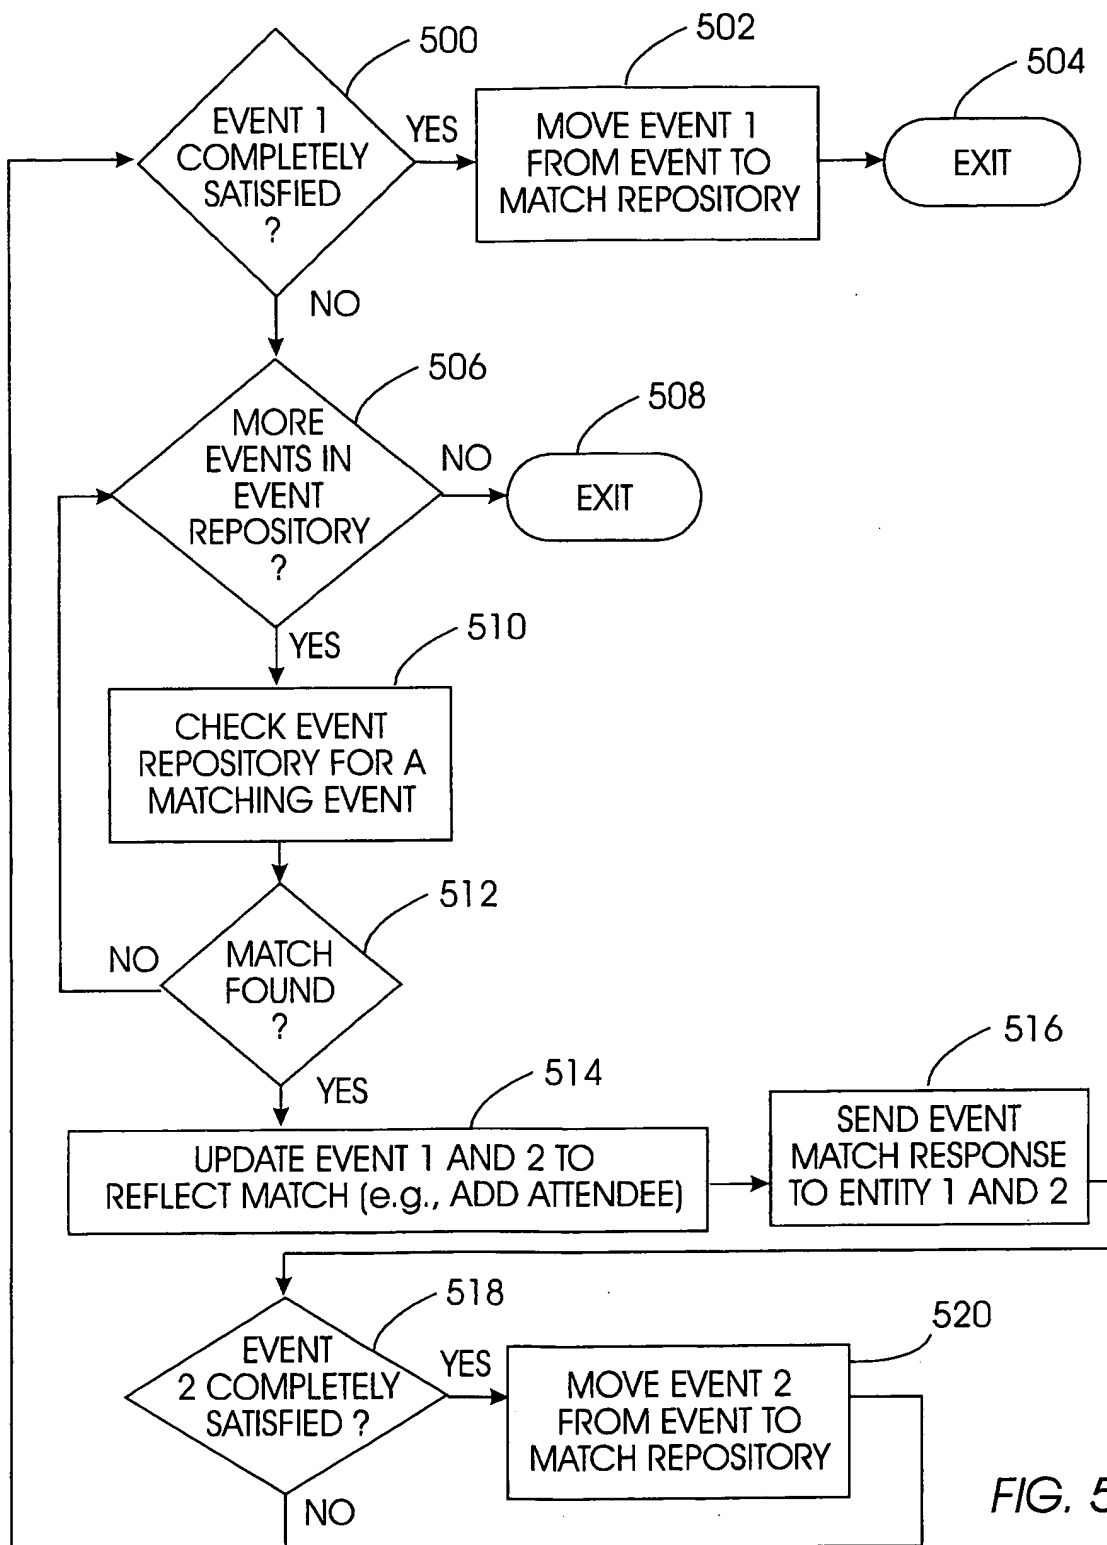 500
EVENT 1
COMPLETELY
SATISFIED
?
YES
502
MOVE EVENT 1
FROM EVENT TO
MATCH REPOSITORY
504
EXIT
NO
506
MORE
EVENTS IN
EVENT
REPOSITORY
?
NO
508
EXIT
YES
510
CHECK EVENT
REPOSITORY FOR A
MATCHING EVENT
512
MATCH
FOUND
?
NO
YES
514
UPDATE EVENT 1 AND 2 TO
REFLECT MATCH (e.g., ADD ATTENDEE)
516
SEND EVENT
MATCH RESPONSE
TO ENTITY 1 AND 2
518
EVENT
2 COMPLETELY
SATISFIED ?
YES
520
MOVE EVENT 2
FROM EVENT TO
MATCH REPOSITORY
NO
FIG. 5